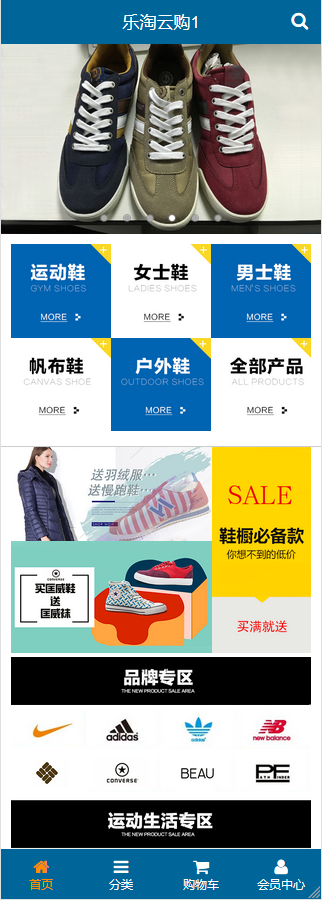 乐淘云购1
运动鞋 女士鞋 男士鞋
GYM SHOES LADIES SHOES MEN'S SHOES
MORE MORE MORE
帆布鞋 户外鞋 全部产品
CANVAS SHOE OUTDOOR SHOES ALL PRODUCTS
MORE MORE MORE
送羽绒服…
送慢跑鞋…
SALE
鞋橱必备款
你想不到的低价
CONVERSE
买匡威鞋
送
匡威袜
买满就送
品牌专区
THE NEW PRODUCT SALE AREA
adidas adidas new balance
CONVERSE BEAU PF
运动生活专区
THE NEW PRODUCT SALE AREA
首页 分类 购物车 会员中心